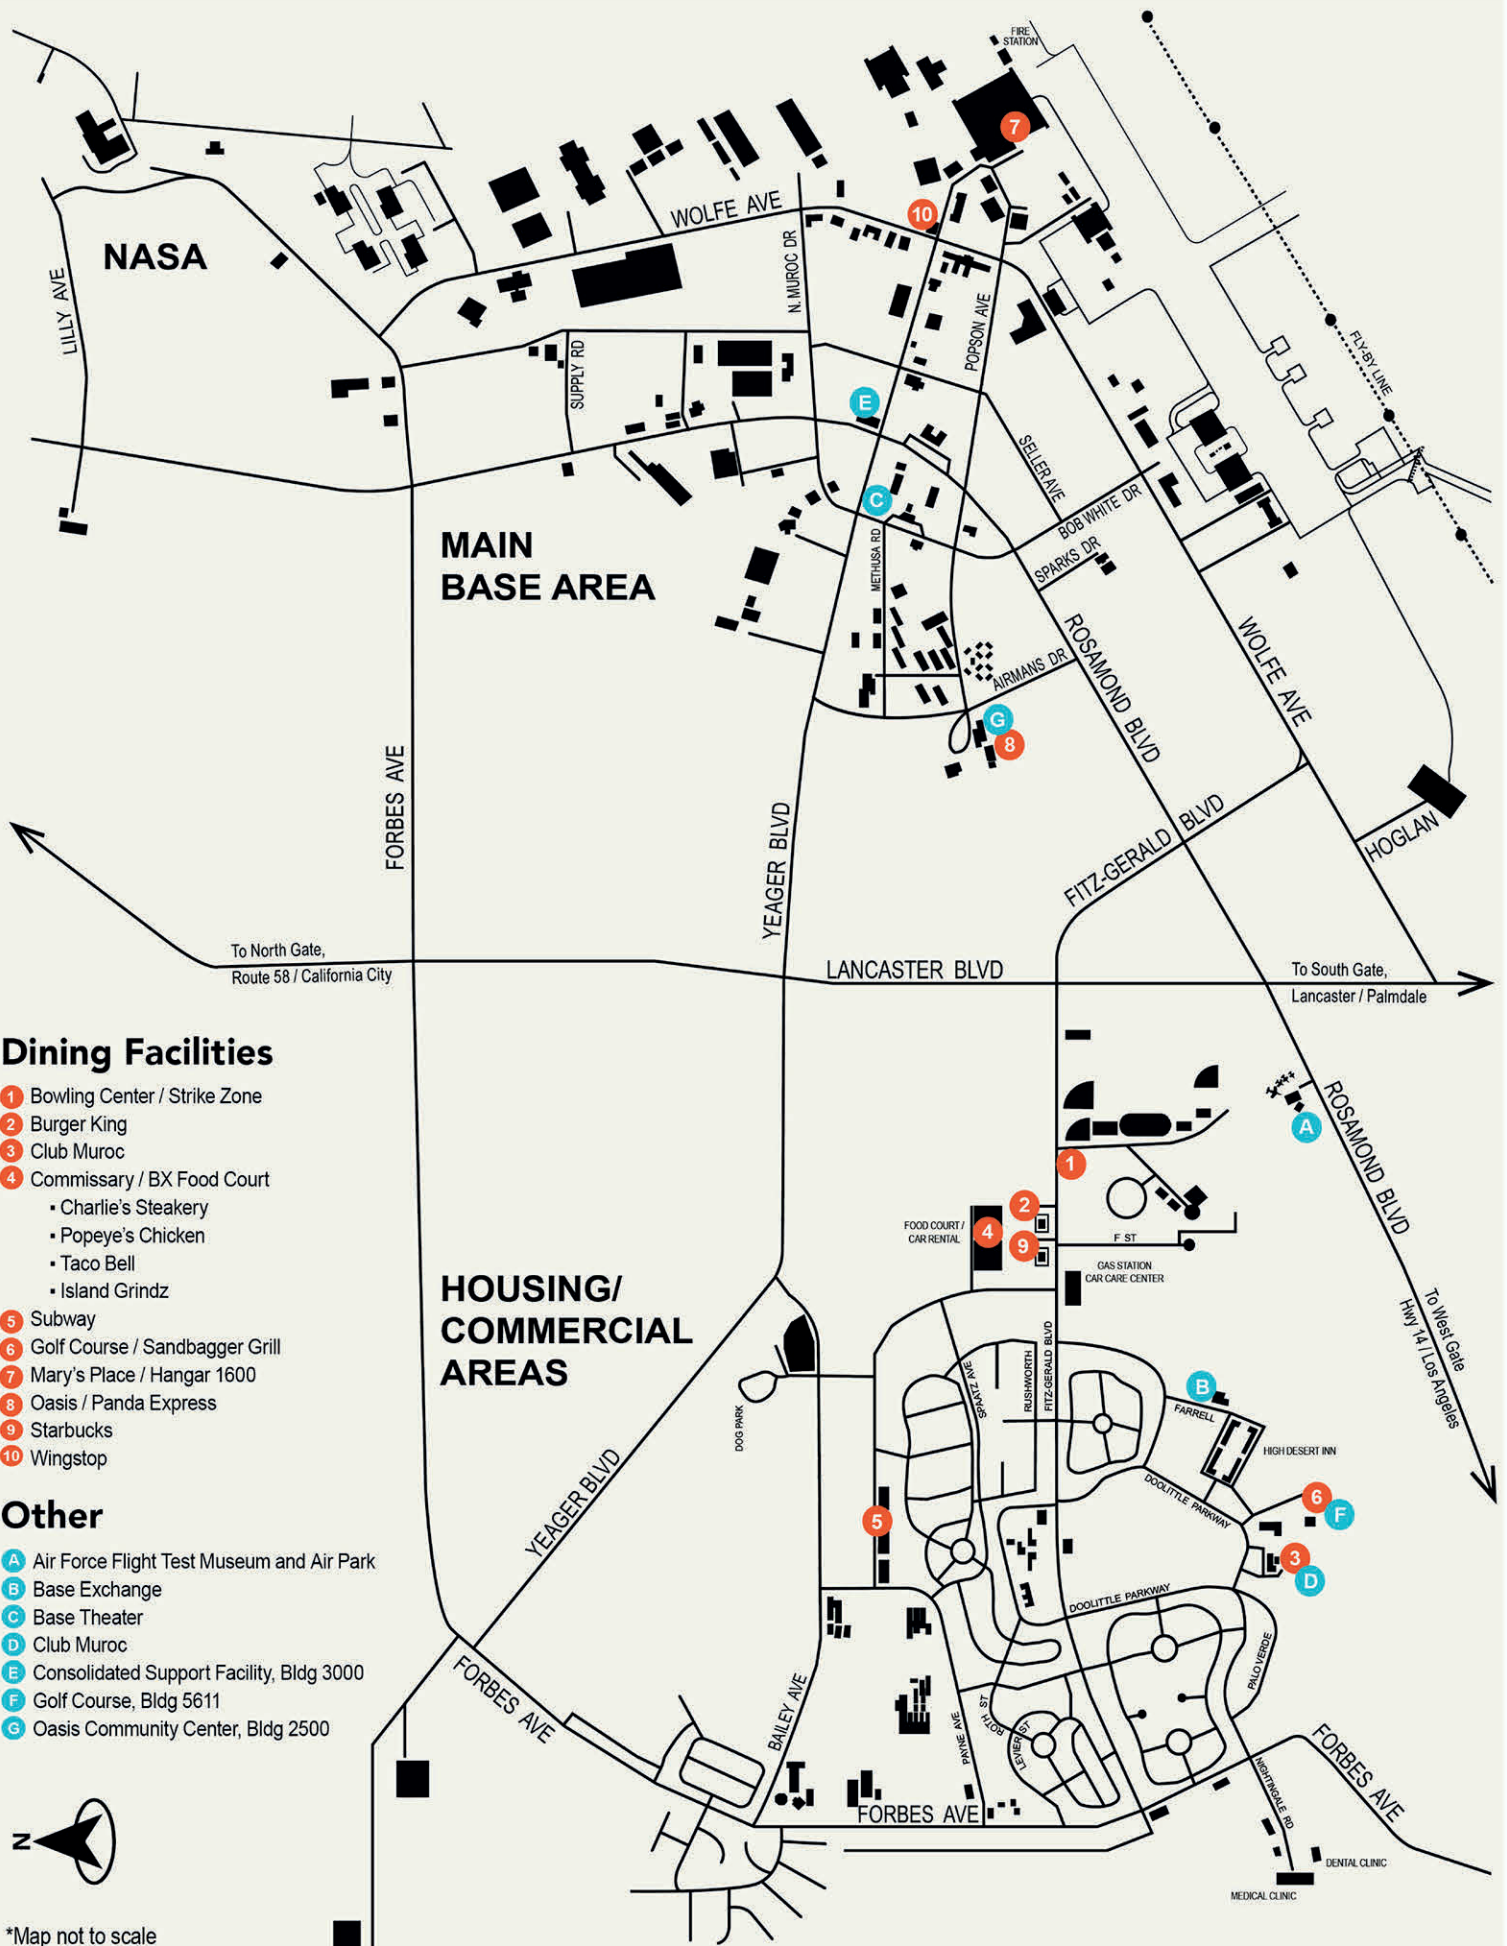 FIRE
STATION
7
WOLFE AVE
10
NASA
N. MUROC DR
LILLY AVE
POPSON AVE
SUPPLY RD
FLY-BY LINE
E
SELLER AVE
C
BOB WHITE DR
MAIN
BASE AREA
METHUSA RD
SPARKS DR
ROSAMOND BLVD
WOLFE AVE
AIRMANS DR
G
8
FORBES AVE
YEAGER BLVD
FITZ-GERALD BLVD
HOGLAN
To North Gate,
Route 58 / California City
LANCASTER BLVD
To South Gate,
Lancaster / Palmdale
Dining Facilities
1 Bowling Center / Strike Zone
2 Burger King
3 Club Muroc
4 Commissary / BX Food Court
▪ Charlie's Steakery
▪ Popeye's Chicken
▪ Taco Bell
▪ Island Grindz
5 Subway
6 Golf Course / Sandbagger Grill
7 Mary's Place / Hangar 1600
8 Oasis / Panda Express
9 Starbucks
10 Wingstop
Other
A Air Force Flight Test Museum and Air Park
B Base Exchange
C Base Theater
D Club Muroc
E Consolidated Support Facility, Bldg 3000
F Golf Course, Bldg 5611
G Oasis Community Center, Bldg 2500
N
*Map not to scale
A
ROSAMOND BLVD
1
2
FOOD COURT /
CAR RENTAL
4
9
F ST
GAS STATION
CAR CARE CENTER
HOUSING/
COMMERCIAL
AREAS
To West Gate
Hwy 14 / Los Angeles
SPAATZ AVE
RUSHWORTH
FITZ-GERALD BLVD
B
FARRELL
DOG PARK
HIGH DESERT INN
YEAGER BLVD
DOOLITTLE PARKWAY
5
6
F
3
D
DOOLITTLE PARKWAY
PALO VERDE
FORBES AVE
BAILEY AVE
PAYNE AVE
ROTH ST
LEVIER ST
FORBES AVE
NIGHTINGALE RD
FORBES AVE
DENTAL CLINIC
MEDICAL CLINIC